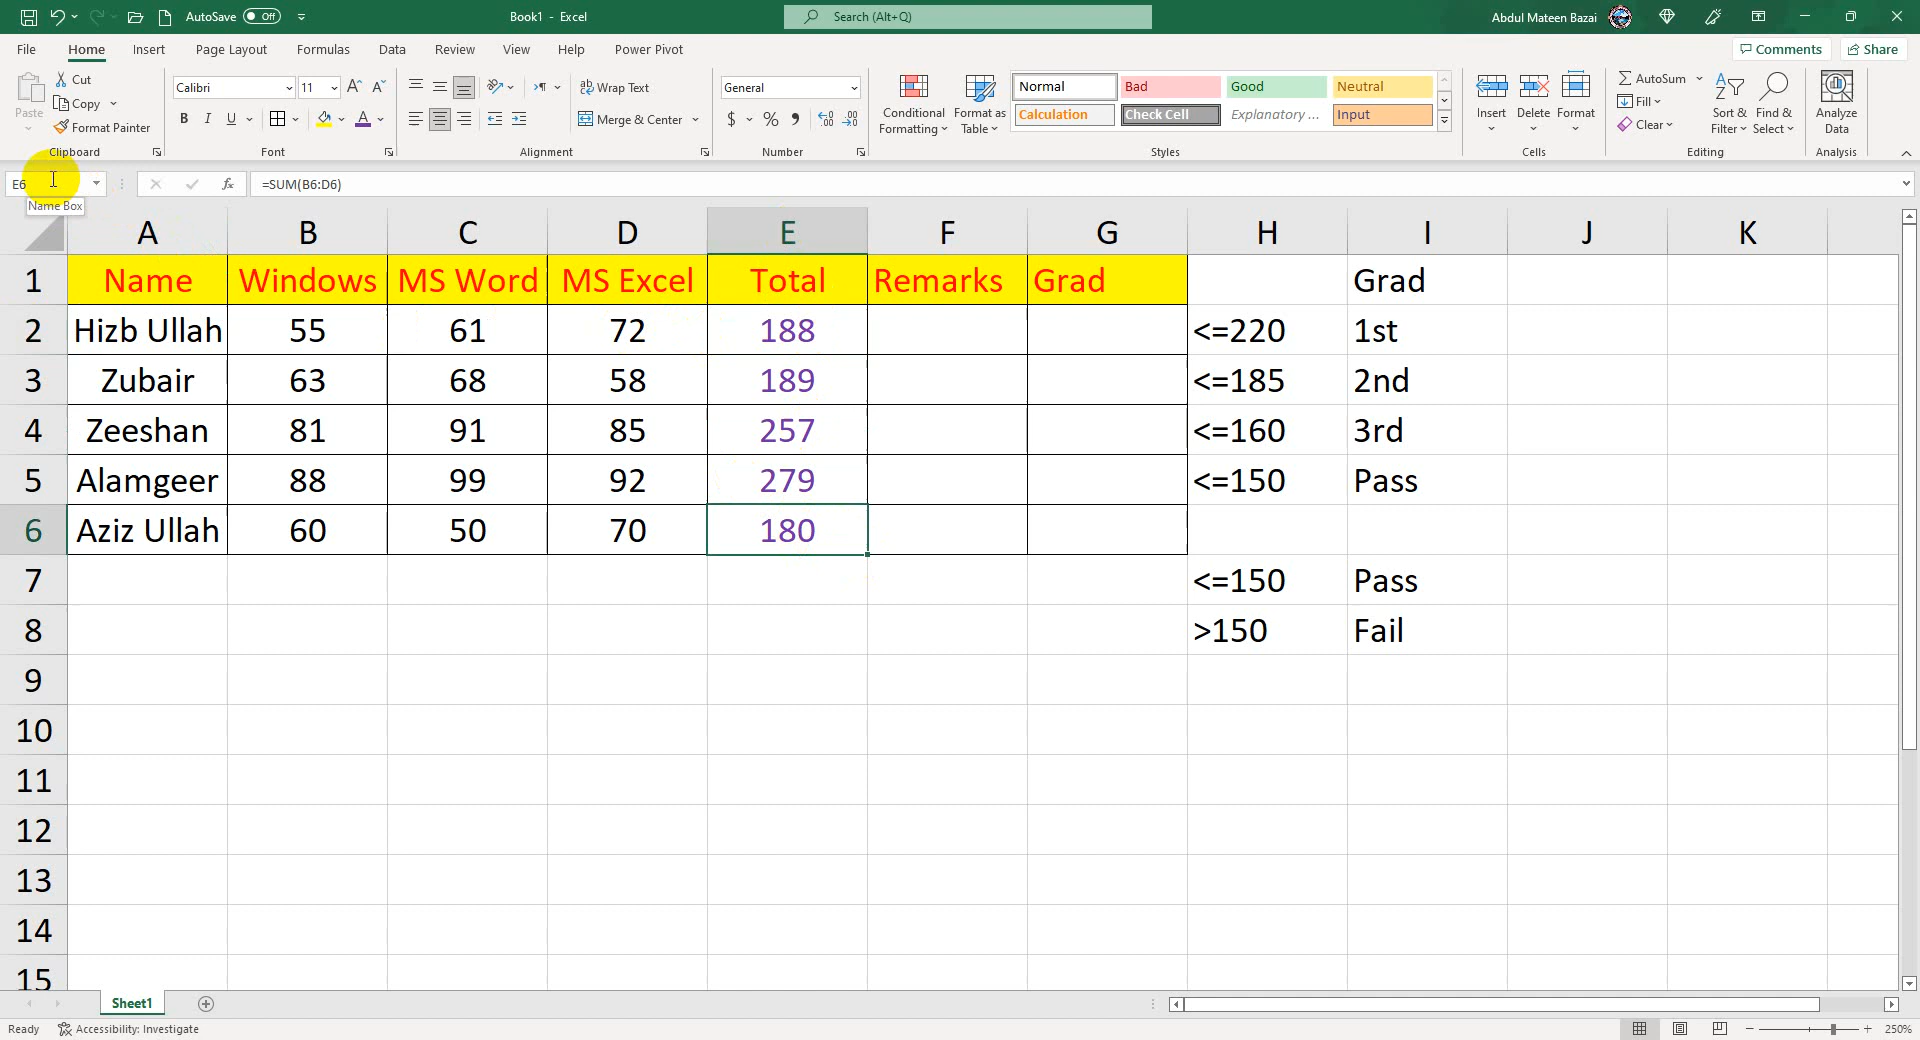 AutoSave Off Book1 - Excel Search (Alt+Q) Abdul Mateen Bazai
File Home Insert Page Layout Formulas Data Review View Help Power Pivot Comments Share
Paste Cut Copy Format Painter Clipboard
Calibri 11 B I U Font
Wrap Text Merge & Center Alignment
General $ % Number
Conditional Formatting Format as Table
Normal Bad Good Neutral
Calculation Check Cell Explanatory ... Input
Styles
Insert Delete Format Cells
AutoSum Fill Clear Sort & Filter Find & Select Editing
Analyze Data Analysis
E6 fx =SUM(B6:D6)
Name Box
A B C D E F G H I J K
1 Name Windows MS Word MS Excel Total Remarks Grad Grad
2 Hizb Ullah 55 61 72 188 <=220 1st
3 Zubair 63 68 58 189 <=185 2nd
4 Zeeshan 81 91 85 257 <=160 3rd
5 Alamgeer 88 99 92 279 <=150 Pass
6 Aziz Ullah 60 50 70 180
7 <=150 Pass
8 >150 Fail
9
10
11
12
13
14
15
Sheet1
Ready Accessibility: Investigate 250%